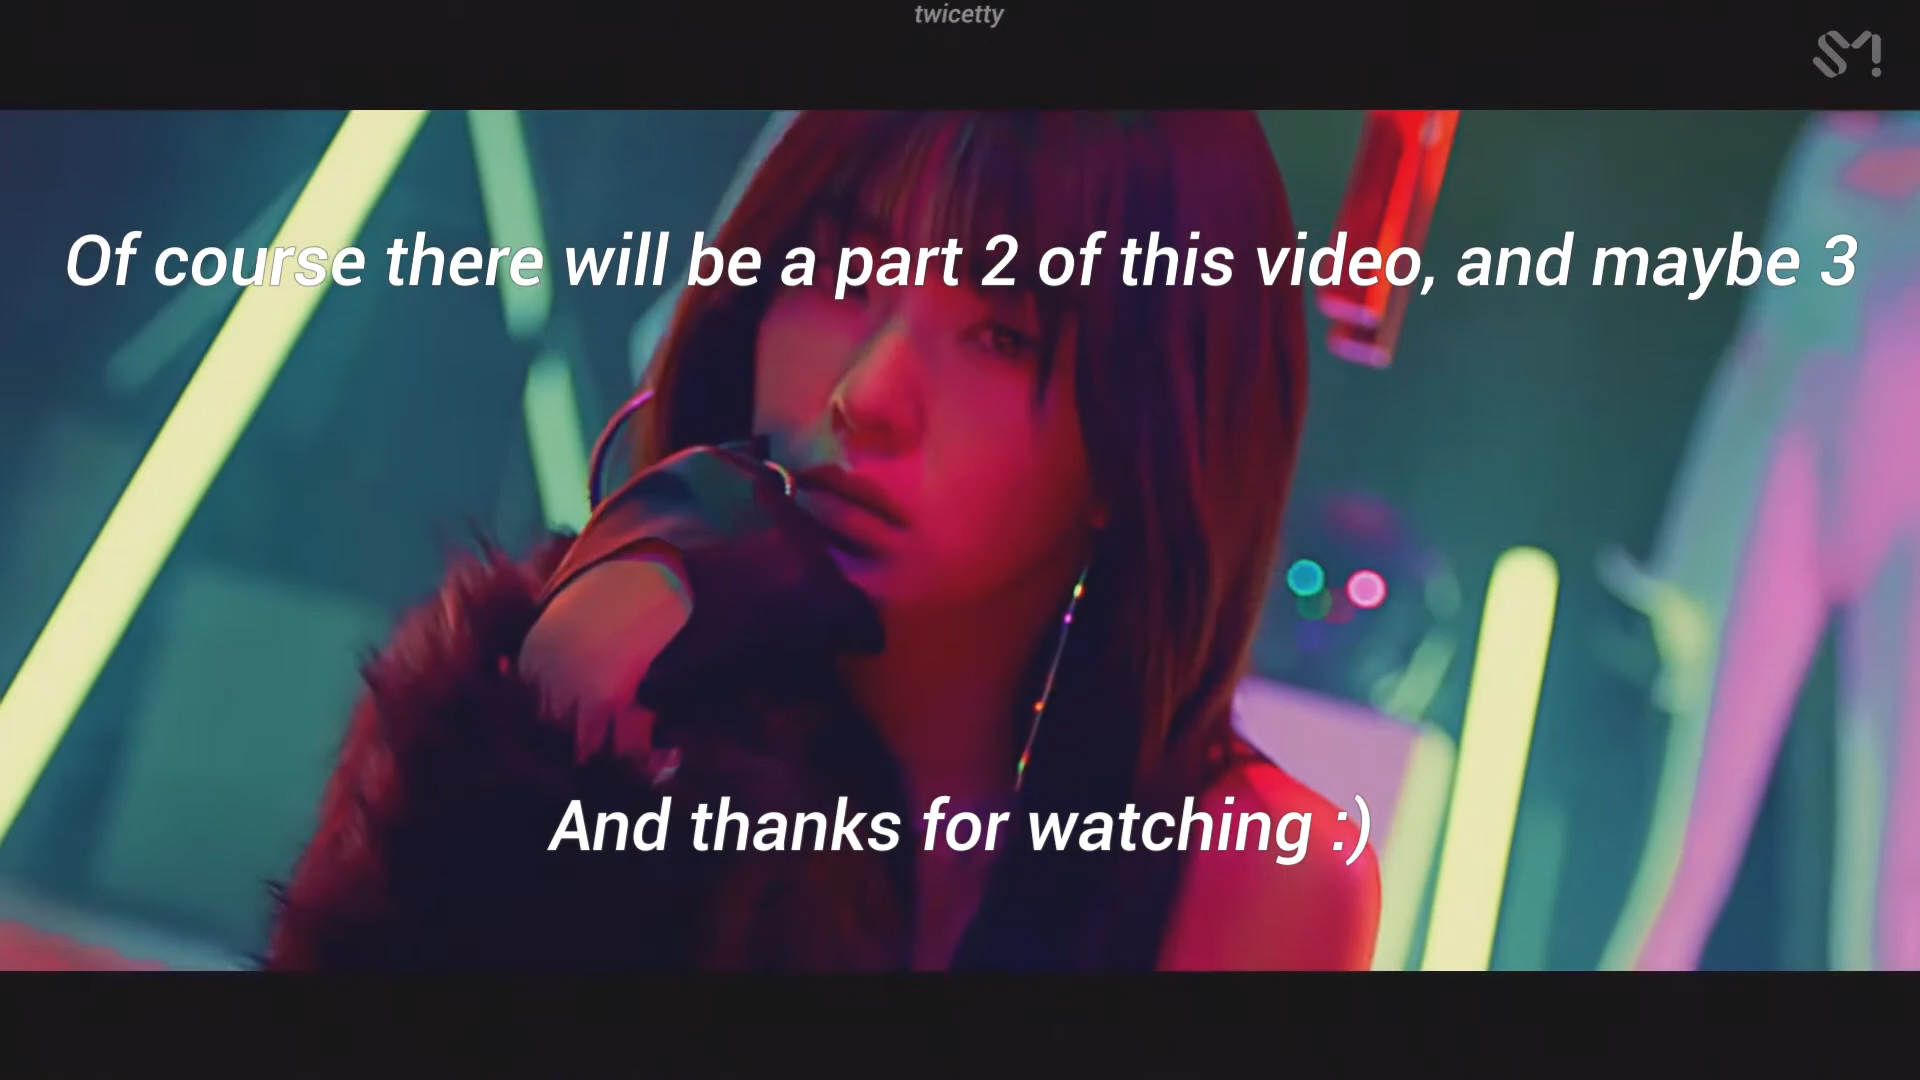 twicetty
SM
Of course there will be a part 2 of this video, and maybe 3
And thanks for watching :)